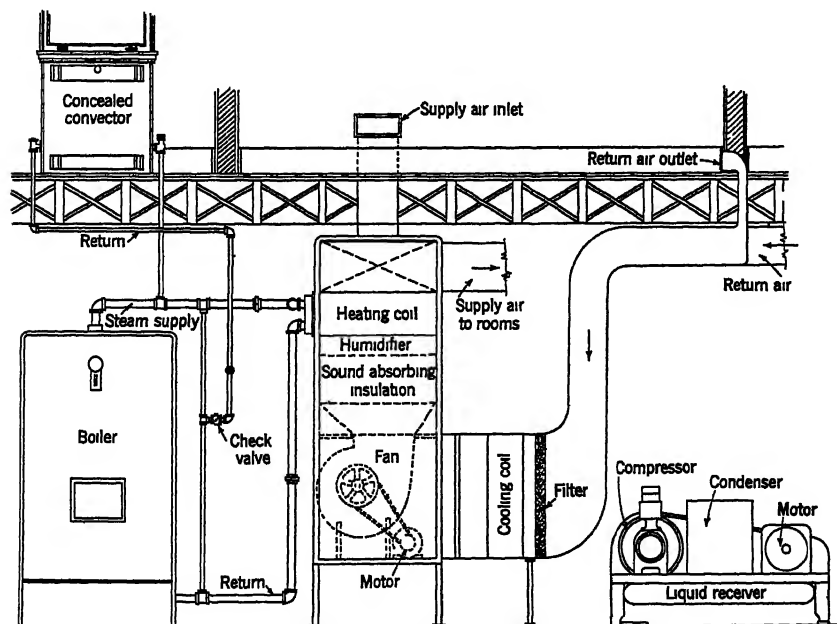 Concealed
convector
Supply air inlet
Return air outlet
Return
Return air
Steam supply
Heating coil
Supply air
to rooms
Humidifier
Sound absorbing
insulation
Boiler
Check
valve
Fan
Cooling coil
Filter
Compressor
Condenser
Motor
Return
Motor
Liquid receiver